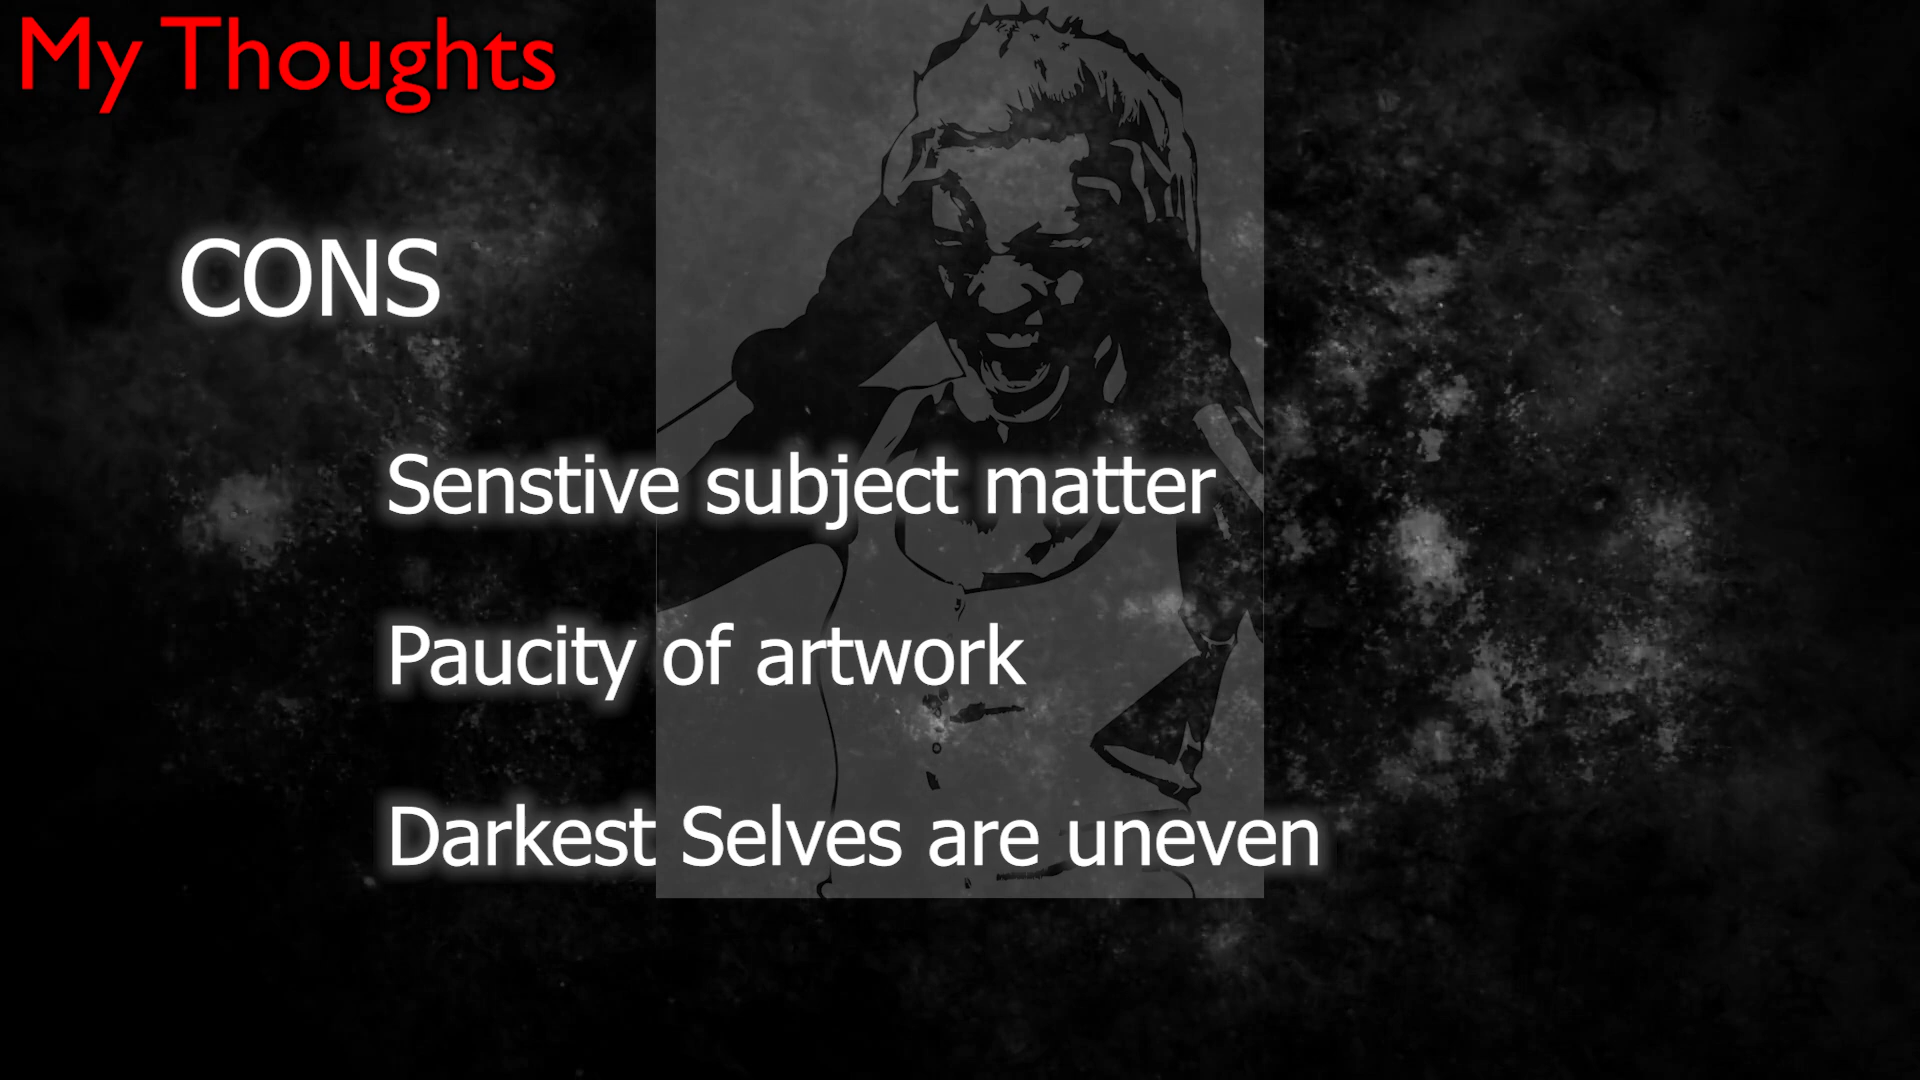 My Thoughts
CONS
Senstive subject matter
Paucity of artwork
Darkest Selves are uneven